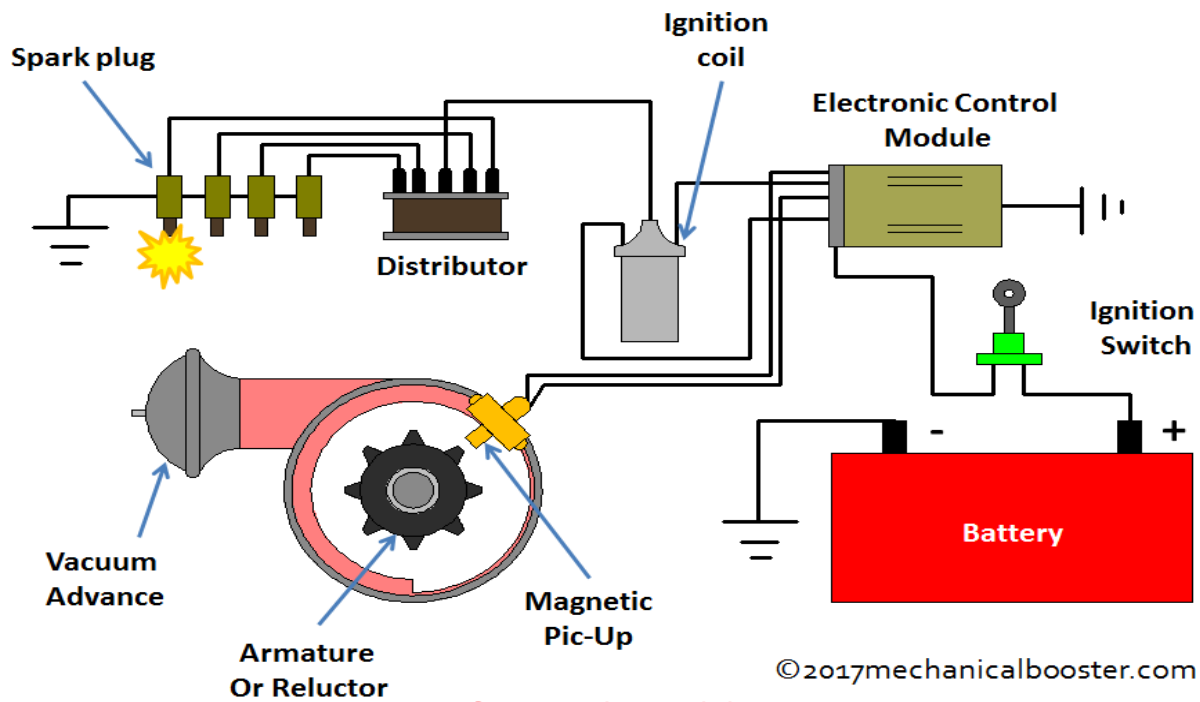 Ignition
coil
Spark plug
Electronic Control
Module
Distributor
Ignition
Switch
-
+
Battery
Vacuum
Advance
Magnetic
Pic-Up
Armature
Or Reluctor
©2017mechanicalbooster.com